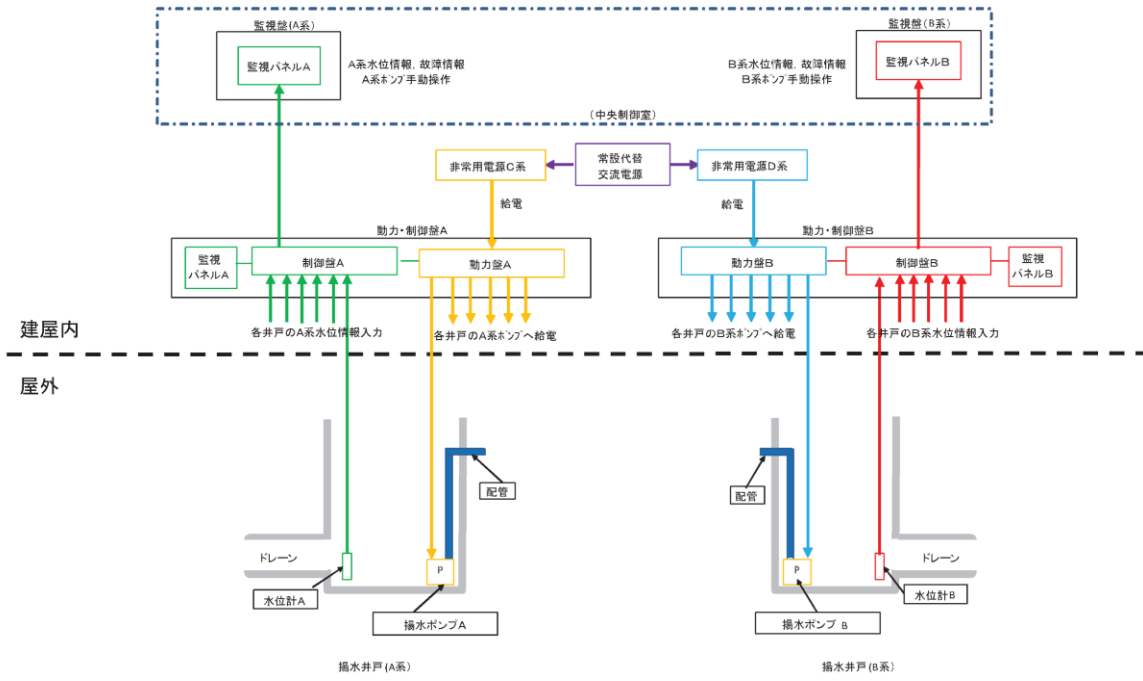 監視盤(A系)
監視パネルA
A系水位情報, 故障情報
A系ポンプ手動操作
監視盤(B系)
監視パネルB
B系水位情報, 故障情報
B系ポンプ手動操作
(中央制御室)
非常用電源C系
常設代替
交流電源
非常用電源D系
給電
給電
動力・制御盤A
監視
パネルA
制御盤A
動力盤A
動力・制御盤B
動力盤B
制御盤B
監視
パネルB
各井戸のA系水位情報入力
各井戸のA系ポンプへ給電
各井戸のB系ポンプへ給電
各井戸のB系水位情報入力
建屋内
屋外
配管
配管
ドレーン
ドレーン
P
P
水位計A
水位計B
揚水ポンプA
揚水ポンプ B
揚水井戸(A系)
揚水井戸(B系)